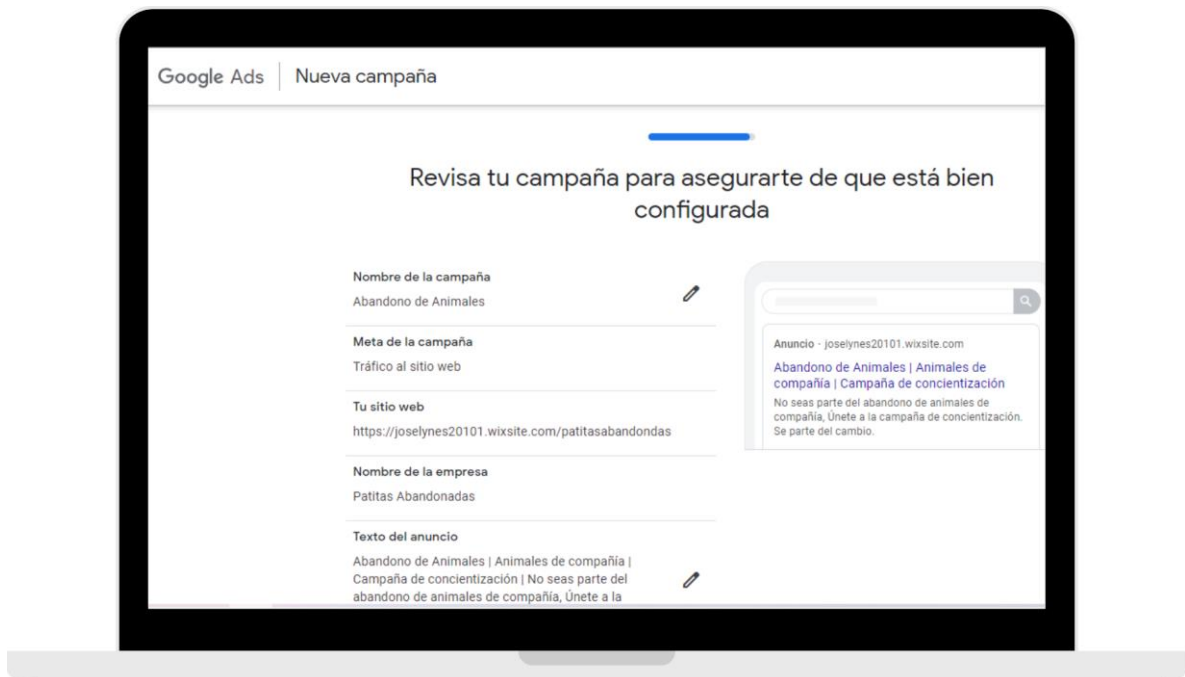 Google Ads
Nueva campaña
Revisa tu campaña para asegurarte de que está bien
configurada
Nombre de la campaña
Abandono de Animales
Meta de la campaña
Tráfico al sitio web
Tu sitio web
https://joselynes20101.wixsite.com/patitasabandondas
Nombre de la empresa
Patitas Abandonadas
Texto del anuncio
Abandono de Animales | Animales de compañía |
Campaña de concientización | No seas parte del
abandono de animales de compañía, Únete a la
Anuncio - joselynes20101.wixsite.com
Abandono de Animales | Animales de
compañía | Campaña de concientización
No seas parte del abandono de animales de
compañía, Únete a la campaña de concientización.
Se parte del cambio.